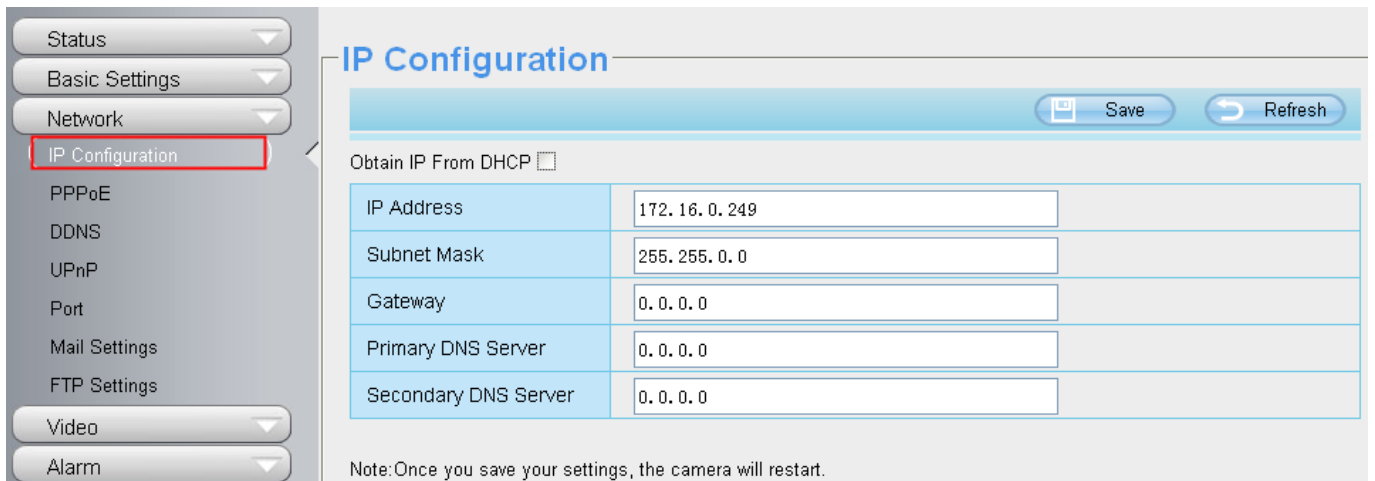 Status
Basic Settings
Network
IP Configuration
PPPoE
DDNS
UPnP
Port
Mail Settings
FTP Settings
Video
Alarm
IP Configuration
Save Refresh
Obtain IP From DHCP
IP Address 172.16.0.249
Subnet Mask 255.255.0.0
Gateway 0.0.0.0
Primary DNS Server 0.0.0.0
Secondary DNS Server 0.0.0.0
Note:Once you save your settings, the camera will restart.